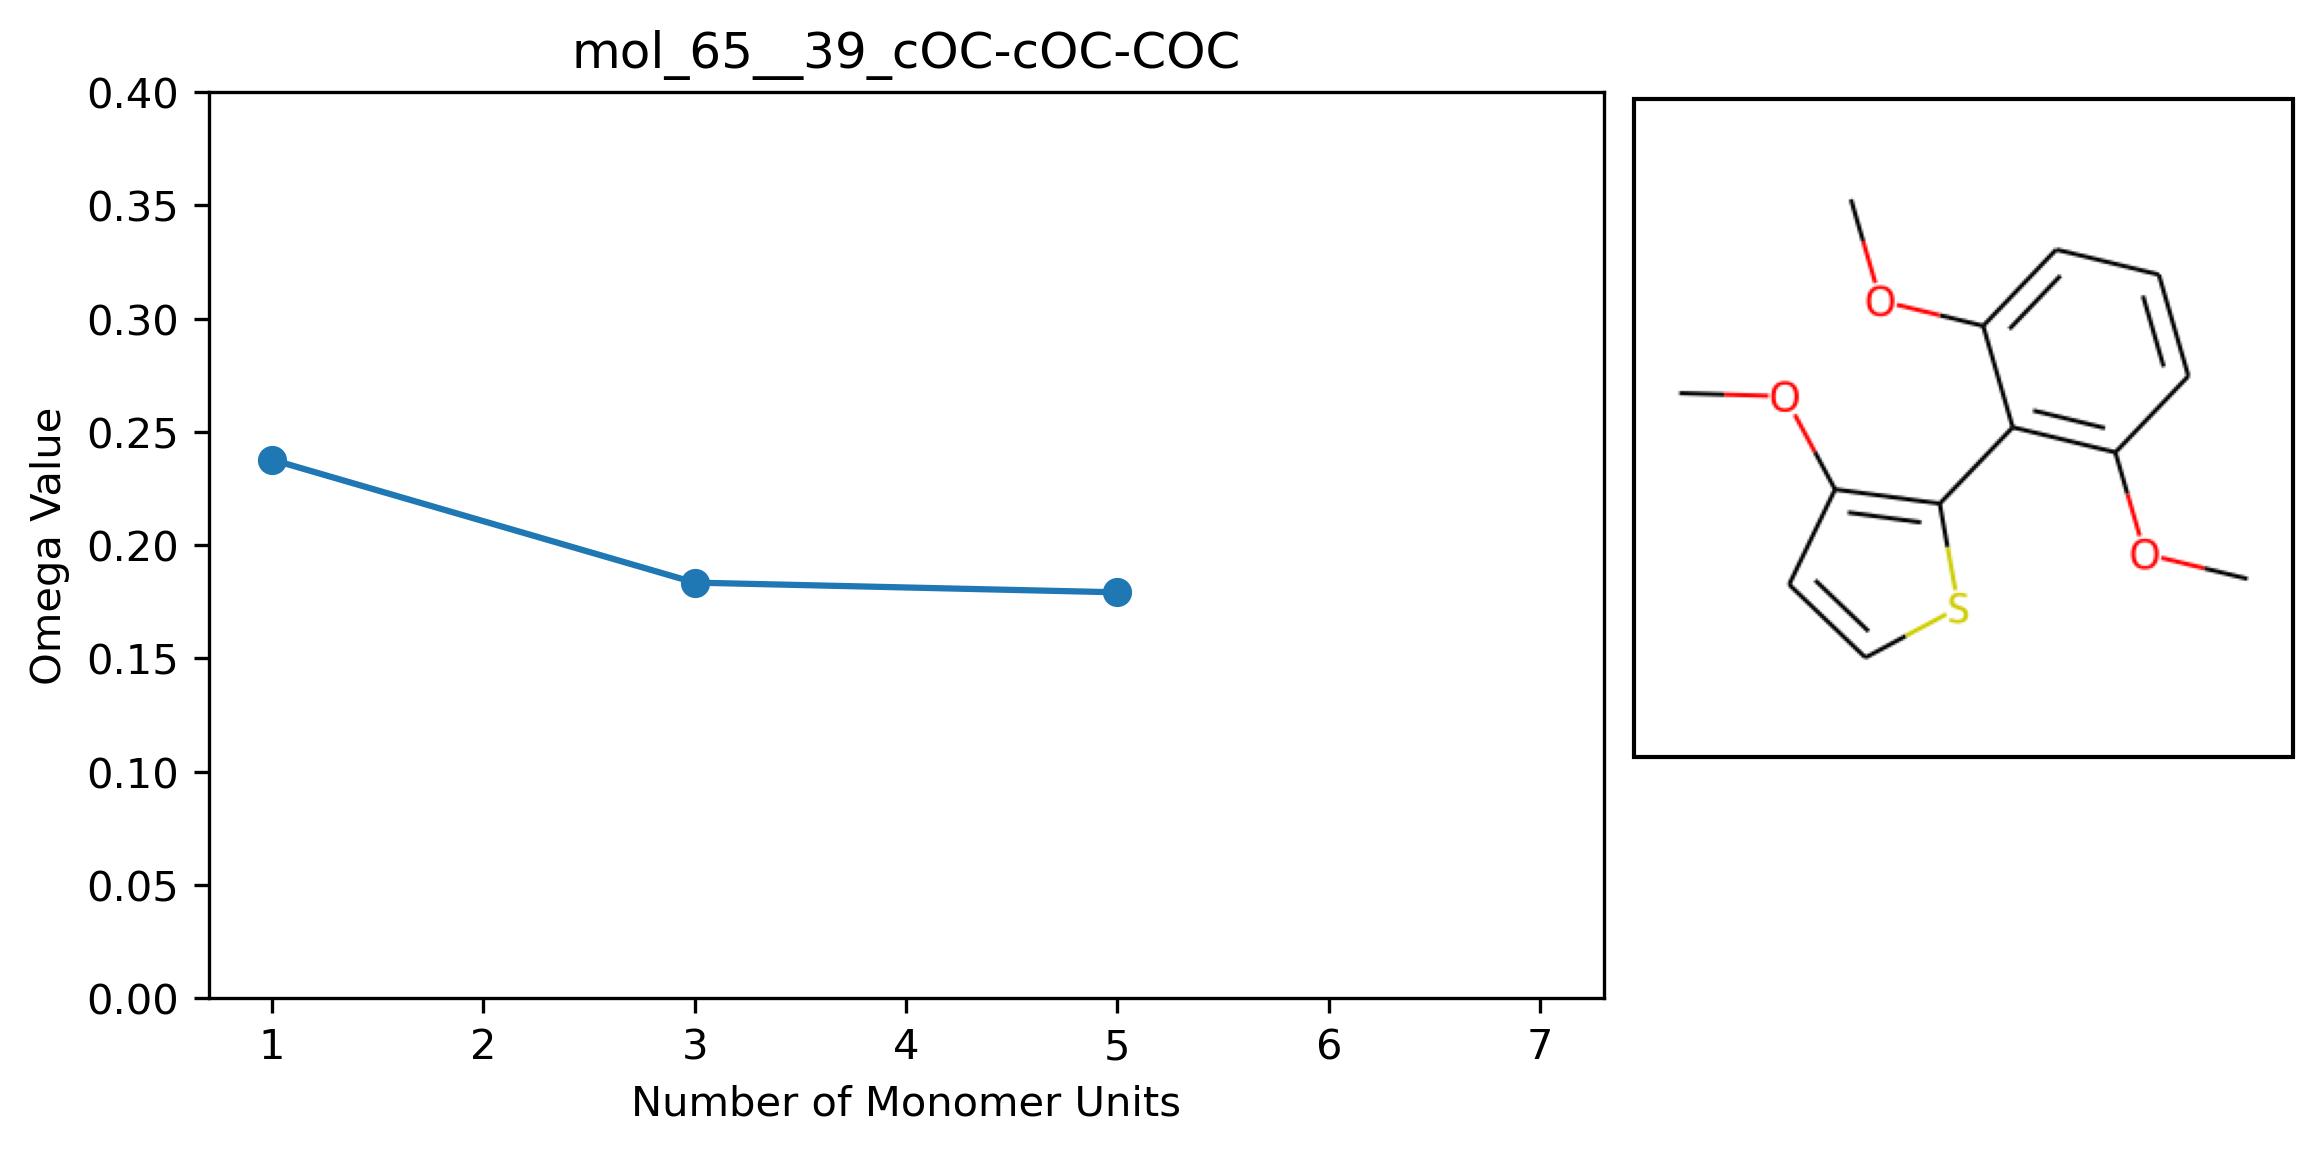 mol_65__39_cOC-cOC-COC
0.40
0.35
0.30
0.25
0.20
0.15
0.10
0.05
0.00
Omega Value
1 2 3 4 5 6 7
Number of Monomer Units
O
O
O
S